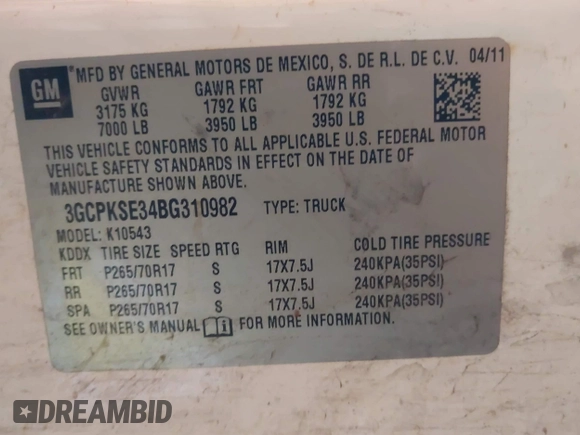 GM
MFD BY GENERAL MOTORS DE MEXICO, S. DE R.L. DE C.V. 04/11
GVWR GAWR FRT GAWR RR
3175 KG 1792 KG 1792 KG
7000 LB 3950 LB 3950 LB
THIS VEHICLE CONFORMS TO ALL APPLICABLE U.S. FEDERAL MOTOR
VEHICLE SAFETY STANDARDS IN EFFECT ON THE DATE OF
MANUFACTURE SHOWN ABOVE.
3GCPKSE34BG310982 TYPE: TRUCK
MODEL: K10543
KDDX TIRE SIZE SPEED RTG RIM COLD TIRE PRESSURE
FRT P265/70R17 S 17X7.5J 240KPA(35PSI)
RR P265/70R17 S 17X7.5J 240KPA(35PSI)
SPA P265/70R17 S 17X7.5J 240KPA(35PSI)
SEE OWNER'S MANUAL FOR MORE INFORMATION.
DREAMBID